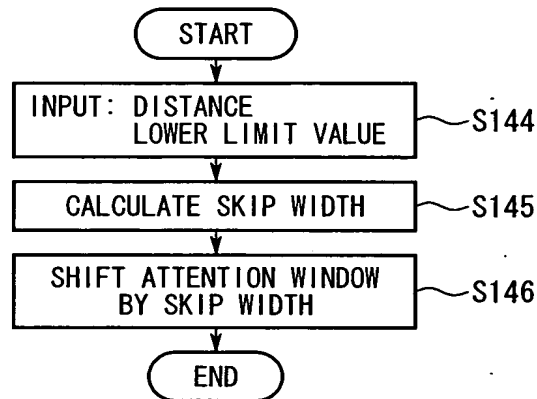 START
INPUT: DISTANCE
LOWER LIMIT VALUE
S144
CALCULATE SKIP WIDTH
S145
SHIFT ATTENTION WINDOW
BY SKIP WIDTH
S146
END